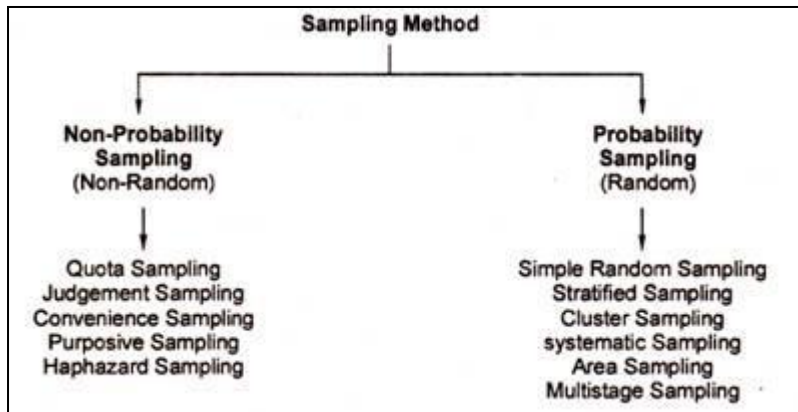 Sampling Method
Non-Probability
Sampling
(Non-Random)
Quota Sampling
Judgement Sampling
Convenience Sampling
Purposive Sampling
Haphazard Sampling
Probability
Sampling
(Random)
Simple Random Sampling
Stratified Sampling
Cluster Sampling
systematic Sampling
Area Sampling
Multistage Sampling